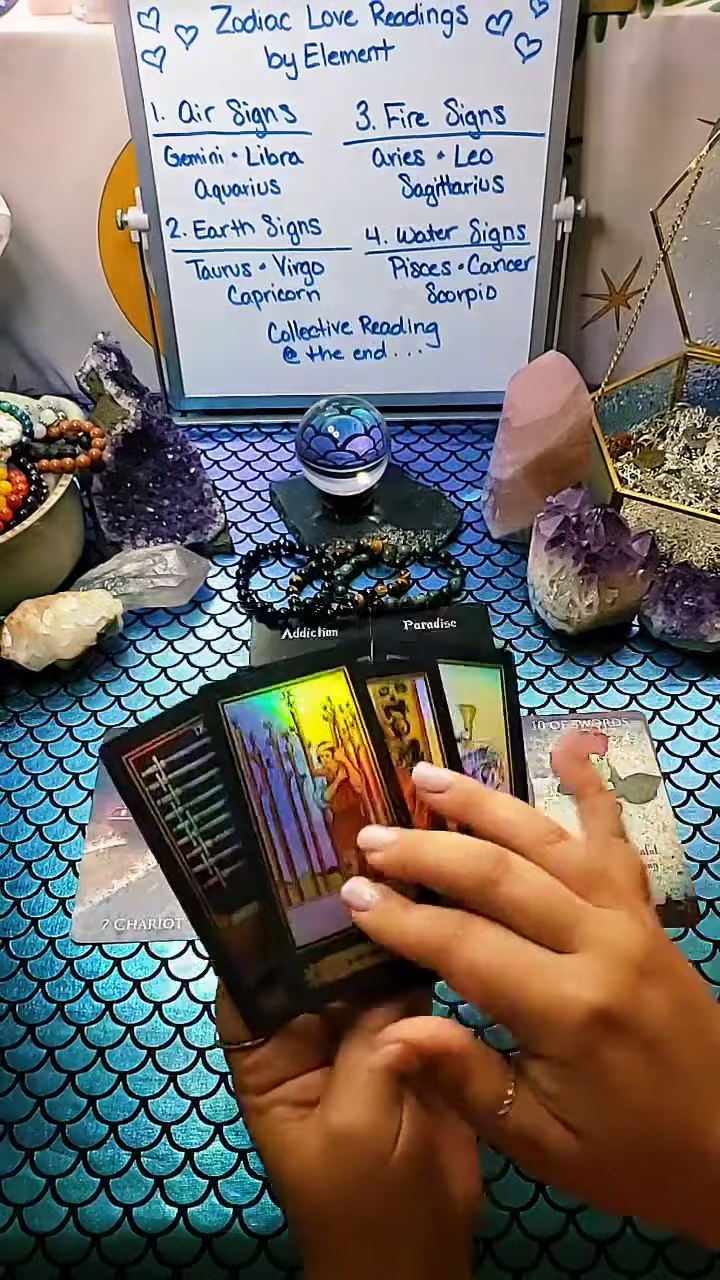 Zodiac Love Readings
by Element
1. Air Signs
Gemini • Libra
Aquarius
2. Earth Signs
Taurus • Virgo
Capricorn
3. Fire Signs
Aries • Leo
Sagittarius
4. Water Signs
Pisces • Cancer
Scorpio
Collective Reading
@ the end...
Addiction
Paradise
10 OF SWORDS
7 CHARIOT